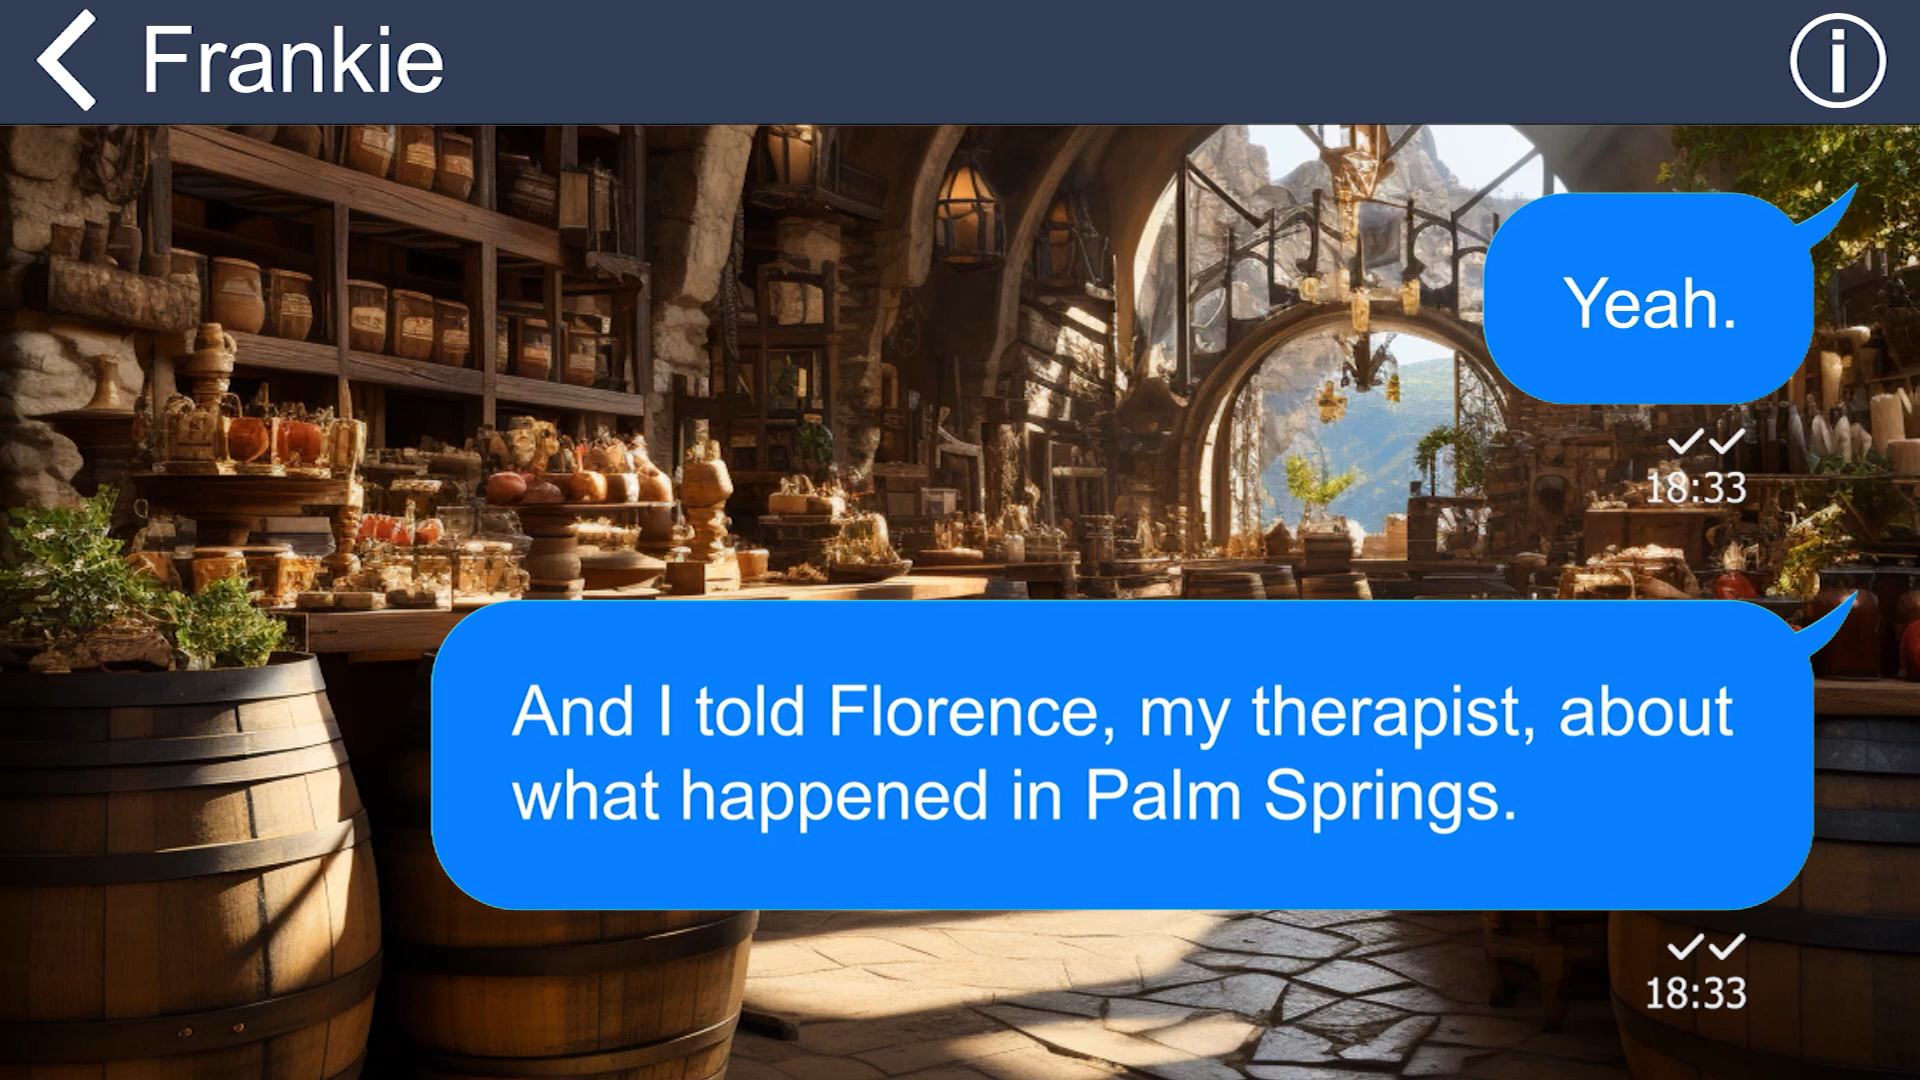 Frankie
Yeah.
18:33
And I told Florence, my therapist, about
what happened in Palm Springs.
18:33